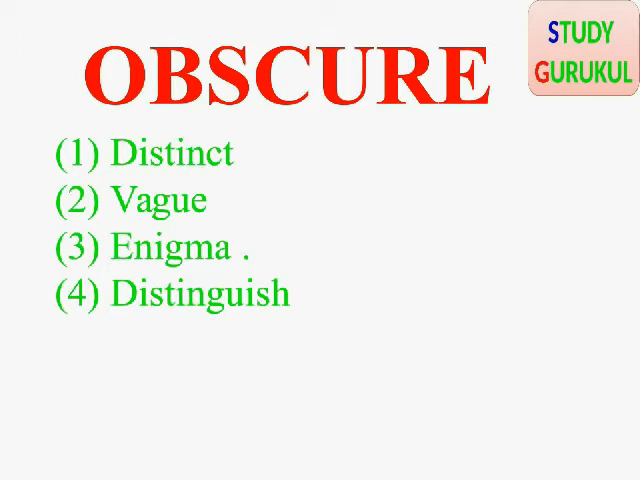 OBSCURE
STUDY
GURUKUL
(1) Distinct
(2) Vague
(3) Enigma .
(4) Distinguish